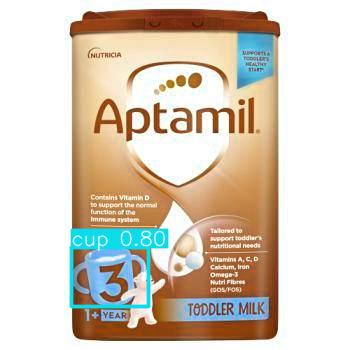 NUTRICIA
SUPPORTS A
TODDLER'S
HEALTHY
START*
Aptamil®
Contains Vitamin D
to support the normal
function of the
Immune system
Tailored to
support toddler's
nutritional needs
cup 0.80
Vitamins A, C, D
Calcium, Iron
Omega-3
Nutri Fibres
(GOS/FOS)
3
1+ YEAR
TODDLER MILK